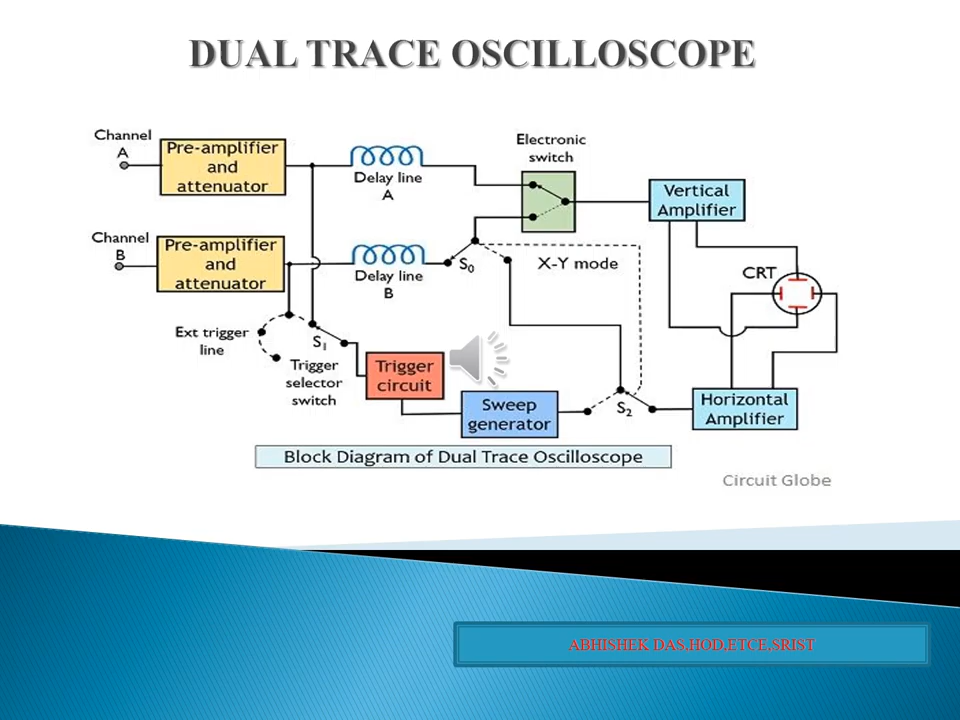 DUAL TRACE OSCILLOSCOPE
Channel
A
Pre-amplifier
and
attenuator
Delay line
A
Electronic
switch
Vertical
Amplifier
Channel
B
Pre-amplifier
and
attenuator
Delay line
B
S0
X-Y mode
CRT
Ext trigger
line
S1
Trigger
selector
switch
Trigger
circuit
Sweep
generator
S2
Horizontal
Amplifier
Block Diagram of Dual Trace Oscilloscope
Circuit Globe
ABHISHEK DAS,HOD,ETCE,SRIST